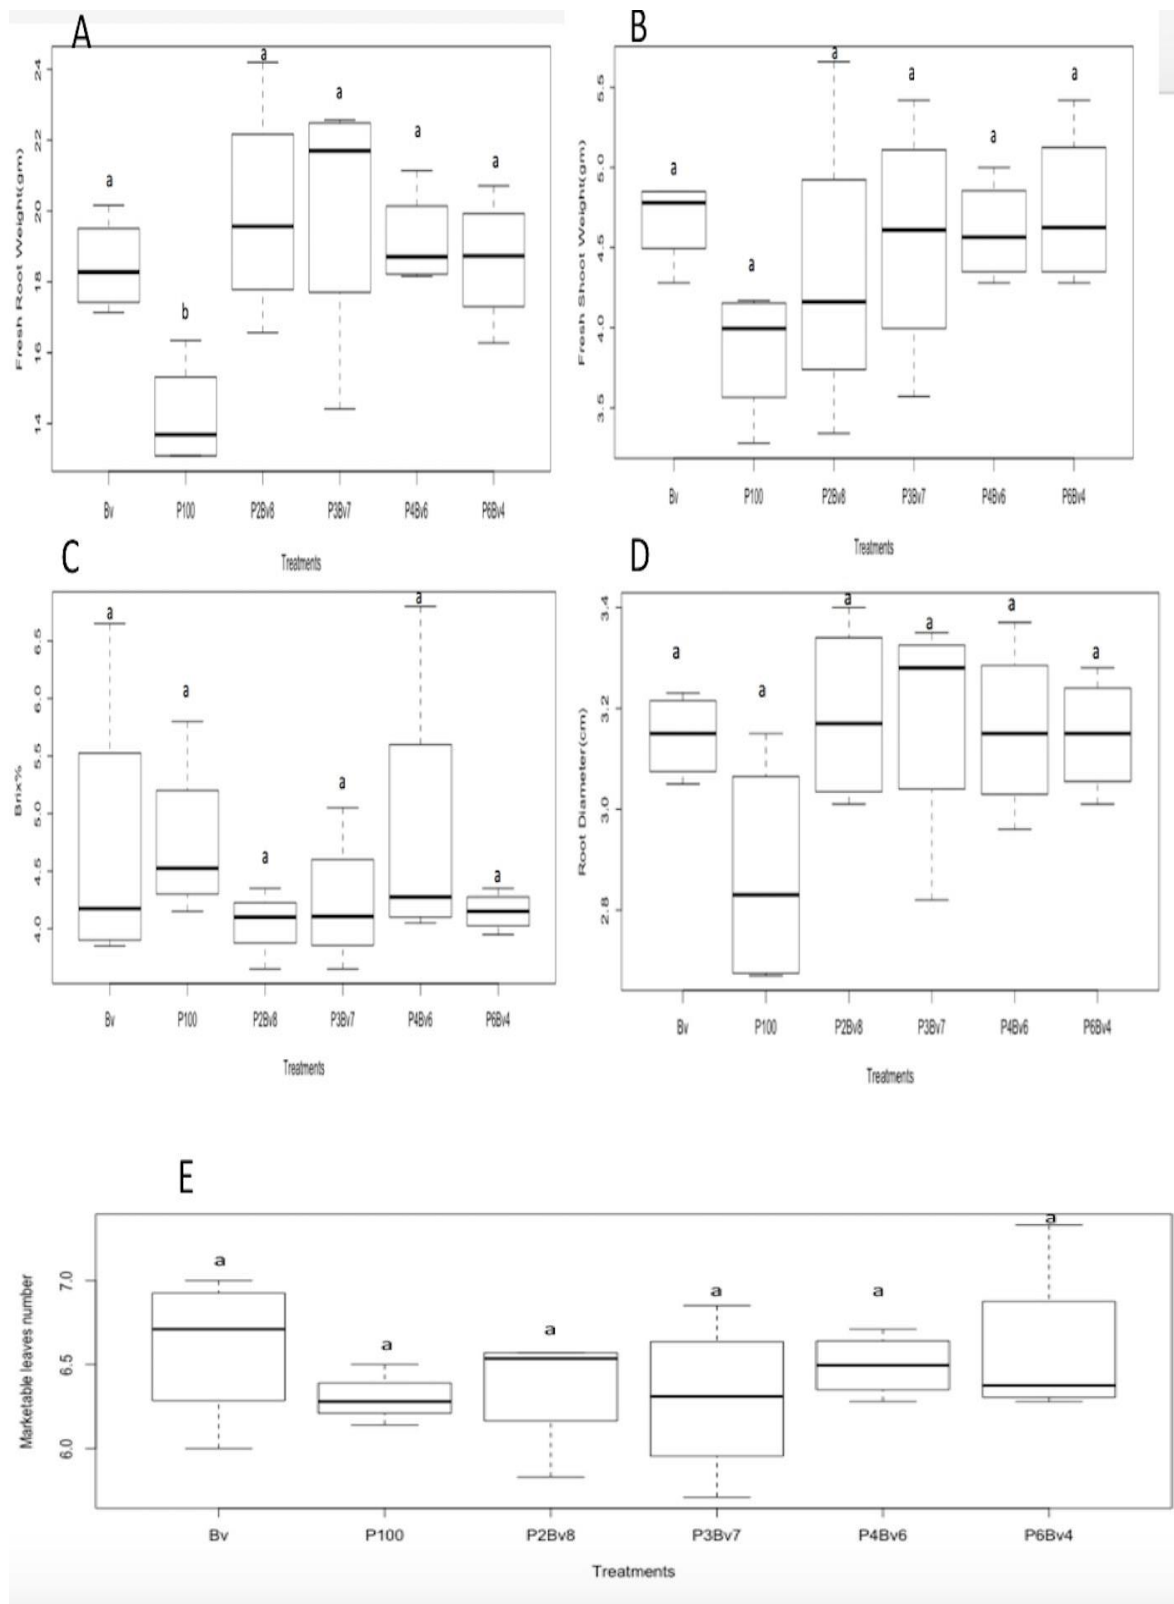 A
Fresh Root Weight(gm)
24
22
20
18
16
14
a
b
a
a
a
a
Bv P100 P2Bv8 P3Bv7 P4Bv6 P6Bv4
Treatments
B
Fresh Shoot Weight(gm)
5.5
5.0
4.5
4.0
3.5
a
a
a
a
a
a
Bv P100 P2Bv8 P3Bv7 P4Bv6 P6Bv4
Treatments
C
Brix%
6.5
6.0
5.5
5.0
4.5
4.0
a
a
a
a
a
a
Bv P100 P2Bv8 P3Bv7 P4Bv6 P6Bv4
Treatments
D
Root Diameter(cm)
3.4
3.2
3.0
2.8
a
a
a
a
a
a
Bv P100 P2Bv8 P3Bv7 P4Bv6 P6Bv4
Treatments
E
Marketable leaves number
7.0
6.5
6.0
a
a
a
a
a
a
Bv P100 P2Bv8 P3Bv7 P4Bv6 P6Bv4
Treatments